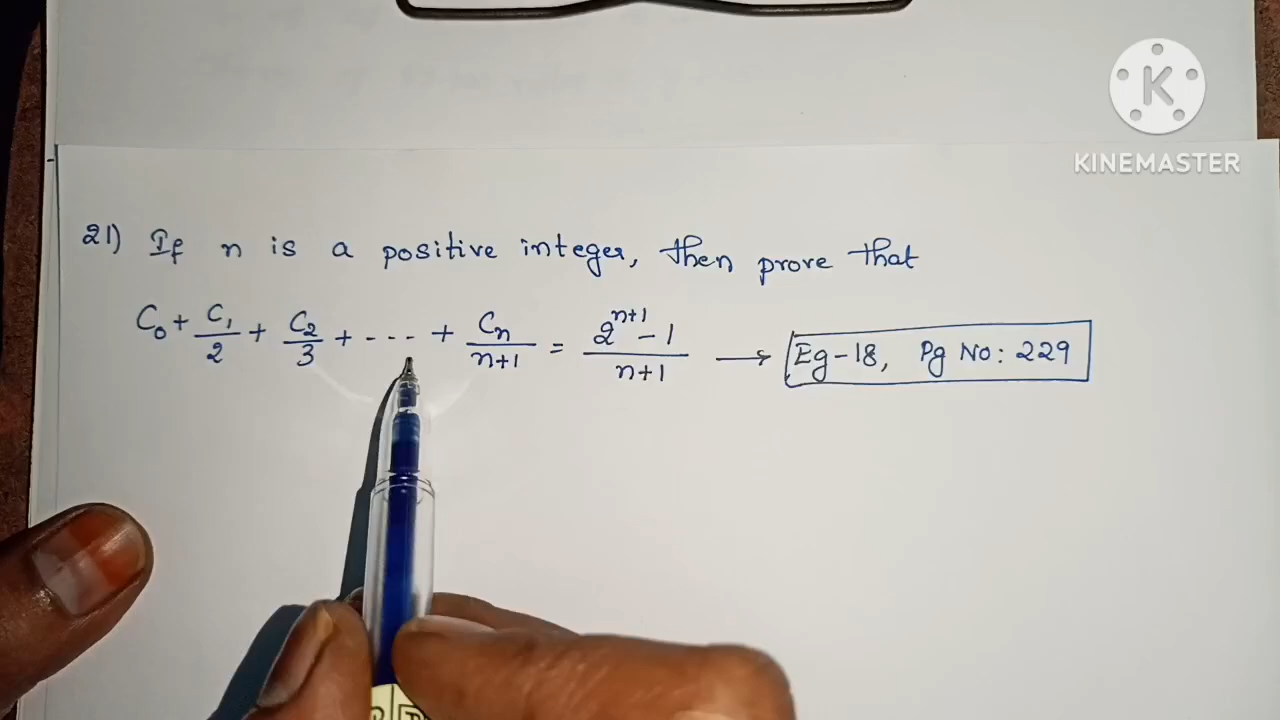 K
KINEMASTER
21) If n is a positive integer, then prove that
C₀ + C₁/2 + C₂/3 + ---- + Cₙ/n+1 = 2ⁿ⁺¹-1/n+1 → Eg-18, Pg No: 229